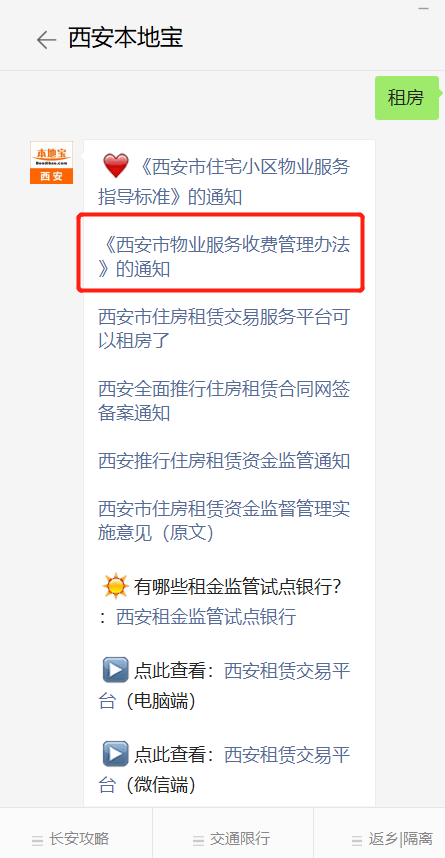 西安本地宝
租房
本地宝
Bendibao.com
西安
《西安市住宅小区物业服务
指导标准》的通知
《西安市物业服务收费管理办法
》的通知
西安市住房租赁交易服务平台可
以租房了
西安全面推行住房租赁合同网签
备案通知
西安推行住房租赁资金监管通知
西安市住房租赁资金监督管理实
施意见（原文）
有哪些租金监管试点银行？
：西安租金监管试点银行
点此查看：西安租赁交易平
台（电脑端）
点此查看：西安租赁交易平
台（微信端）
长安攻略
交通限行
返乡|隔离